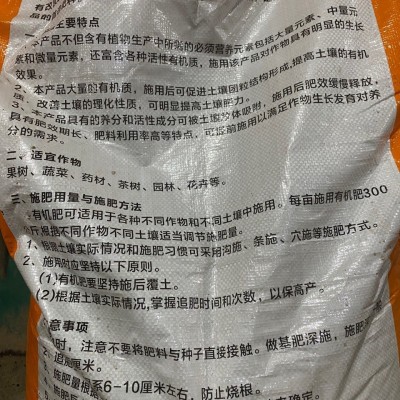 主要特点
1、本产品不但含有植物生产中所需的必须营养元素包括大量元素、中量元
素和微量元素，还富含各种活性有机质，施用该产品对作物具有明显的生长
效果。
2、本产品大量的有机质，施用后可促进土壤团粒结构形成，提高土壤的有
改善土壤的理化性质，可明显提高土壤肥力。
3、本产品具有的养分和活性成分可被土壤胶体吸附，施用后肥效缓慢释放，
具有肥效期长、肥料利用率高等特点，可提前施用以满足作物生长发育对养
分的需求。
二、适宜作物
果树、蔬菜、药材、茶树、园林、花卉等。
三、施肥用量与施肥方法
有机肥可适用于各种不同作物和不同土壤中施用。每亩施用有机肥300
公斤根据不同作物不同土壤适当调节施肥量。
1、根据土壤实际情况和施肥习惯可采用沟施、条施、穴施等施肥方式。
2、施用时应坚持以下原则。
(1)有机肥要坚持施后覆土。
(2)根据土壤实际情况，掌握追肥时间和次数，以保高产。
意事项
时，注意不要将肥料与种子直接接触。做基肥深施，施肥
厘米。
2、追肥
系6-10厘米左右，防止烧根。
3、施肥量根据
定。